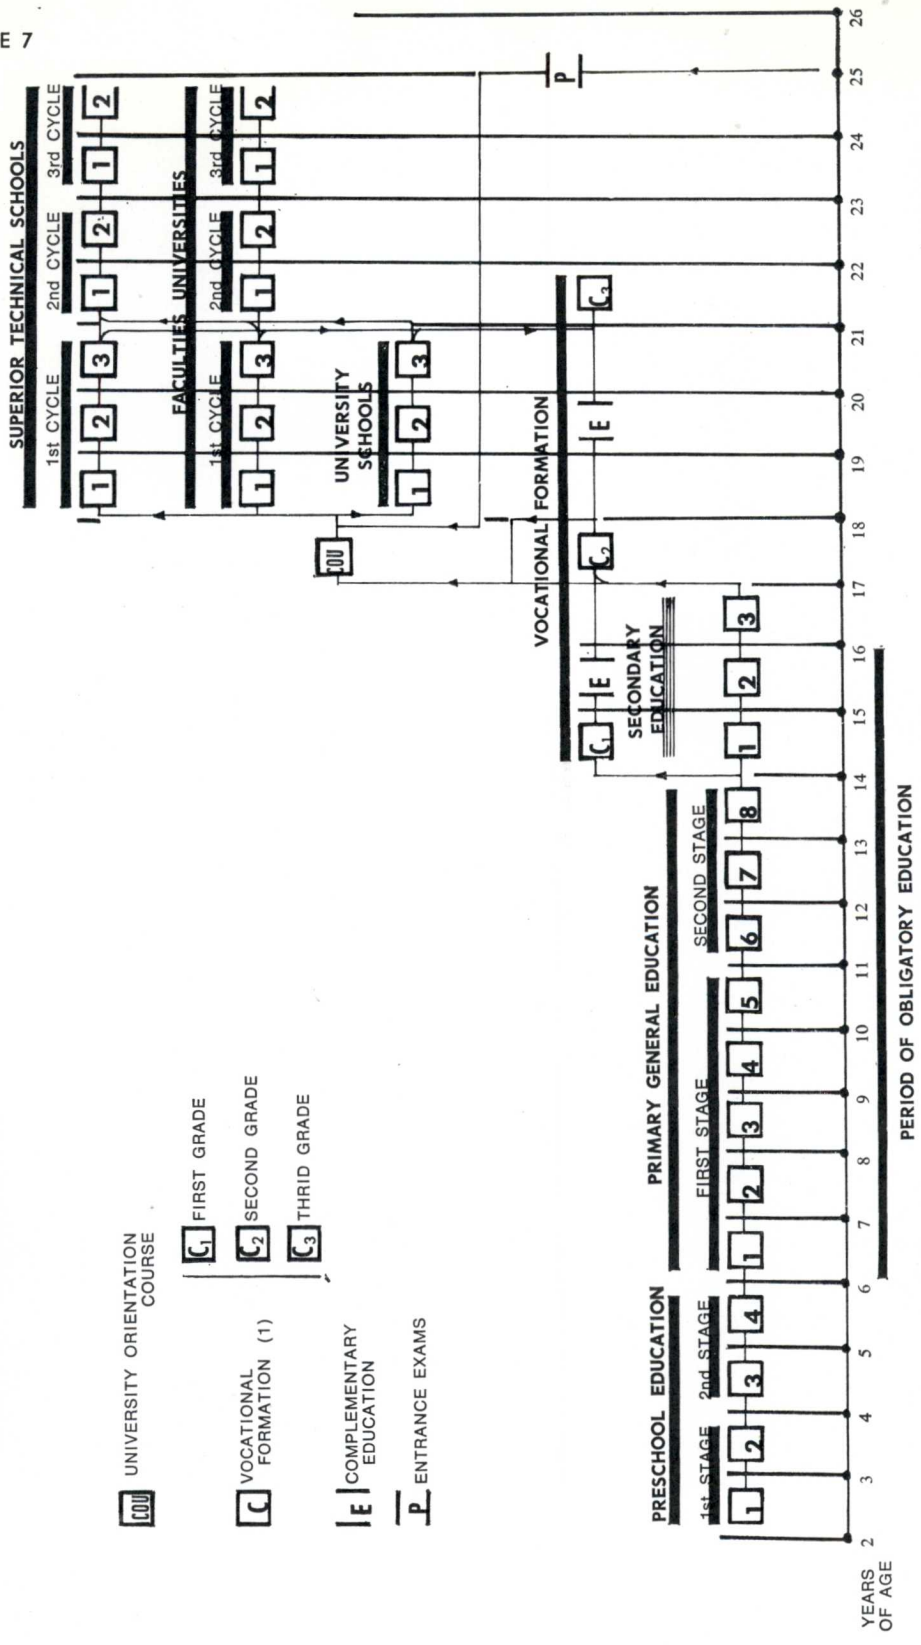 E 7
SUPERIOR TECHNICAL SCHOOLS
1st CYCLE 2nd CYCLE 3rd CYCLE
1 2 3 1 2 1 2
FACULTIES UNIVERSITIES
1st CYCLE 2nd CYCLE 3rd CYCLE
1 2 3 1 2 1 2
COU
UNIVERSITY
SCHOOLS
1 2 3
COU UNIVERSITY ORIENTATION
COURSE
C VOCATIONAL
FORMATION (1)
C1 FIRST GRADE
C2 SECOND GRADE
C3 THRID GRADE
E COMPLEMENTARY
EDUCATION
P ENTRANCE EXAMS
P
VOCATIONAL FORMATION
C1 E C2 E C3
SECONDARY
EDUCATION
PRESCHOOL EDUCATION PRIMARY GENERAL EDUCATION
1st STAGE 2nd STAGE FIRST STAGE SECOND STAGE
1 2 3 4 1 2 3 4 5 6 7 8 1 2 3
YEARS
OF AGE
2 3 4 5 6 7 8 9 10 11 12 13 14 15 16 17 18 19 20 21 22 23 24 25 26
PERIOD OF OBLIGATORY EDUCATION